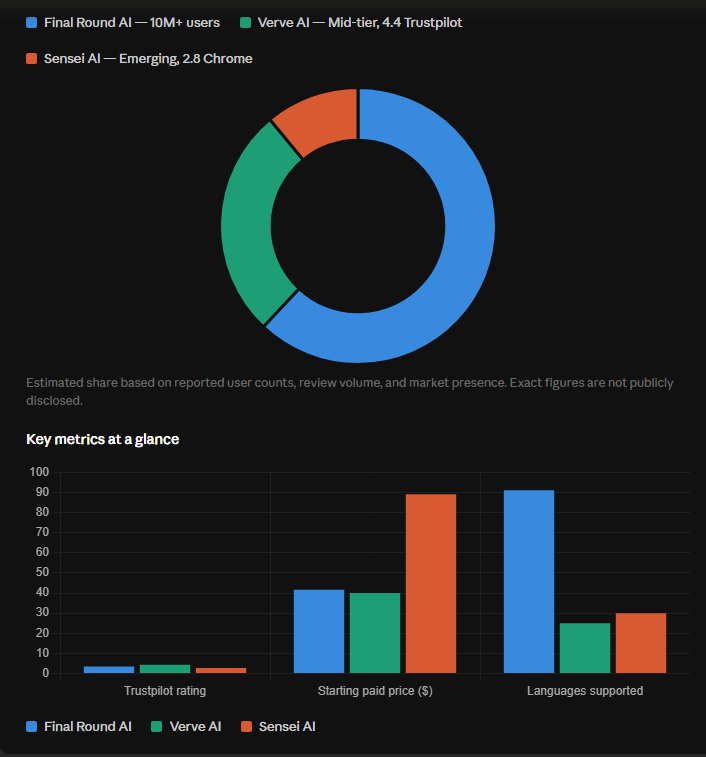 Final Round AI — 10M+ users Verve AI — Mid-tier, 4.4 Trustpilot
Sensei AI — Emerging, 2.8 Chrome
Estimated share based on reported user counts, review volume, and market presence. Exact figures are not publicly
disclosed.
Key metrics at a glance
100
90
80
70
60
50
40
30
20
10
0
Trustpilot rating Starting paid price ($) Languages supported
Final Round AI Verve AI Sensei AI